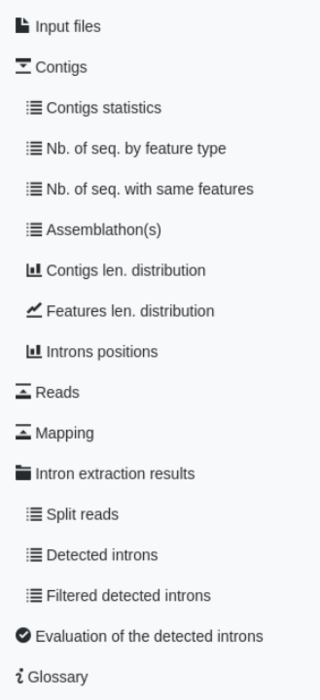 Input files
Contigs
Contigs statistics
Nb. of seq. by feature type
Nb. of seq. with same features
Assemblathon(s)
Contigs len. distribution
Features len. distribution
Introns positions
Reads
Mapping
Intron extraction results
Split reads
Detected introns
Filtered detected introns
Evaluation of the detected introns
Glossary